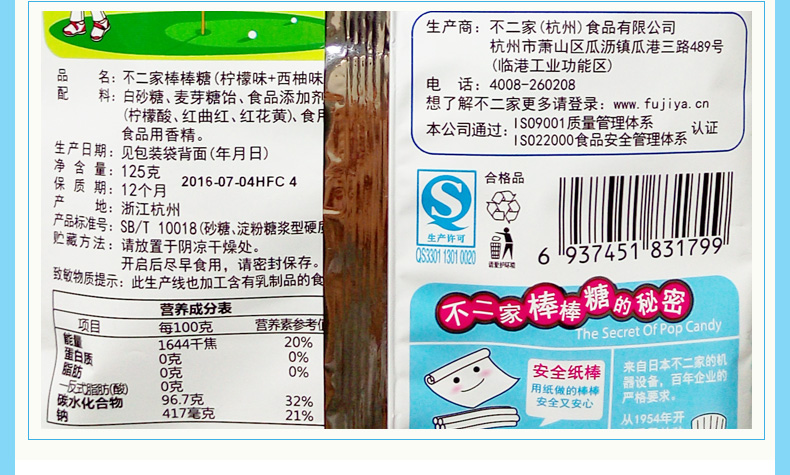 品　　名：不二家棒棒糖(柠檬味+西柚味
配　　料：白砂糖、麦芽糖饴、食品添加剂
(柠檬酸、红曲红、红花黄)、食用
食品用香精。
生产日期：见包装袋背面(年月日)
净 含 量：125克
保 质 期：12个月
2016-07-04HFC 4
产　　地：浙江杭州
产品标准号：SB/T 10018(砂糖、淀粉糖浆型硬质
贮藏方法：请放置于阴凉干燥处。
开启后尽早食用，请密封保存。
致敏物质提示：此生产线也加工含有乳制品的食
营养成分表
项目 每100克 营养素参考值
能量 1644千焦 20%
蛋白质 0克 0%
脂肪 0克 0%
—反式脂肪(酸) 0克
碳水化合物 96.7克 32%
钠 417毫克 21%
生产商：不二家(杭州)食品有限公司
杭州市萧山区瓜沥镇瓜港三路489号
(临港工业功能区)
电　话：4008-260208
想了解不二家更多请登录：www.fujiya.cn
本公司通过：ISO9001质量管理体系
ISO22000食品安全管理体系 认证
合格品
生产许可
QS3301 1301 0020
请爱护环境
6 937451 831799
不二家棒棒糖的秘密
The Secret Of Pop Candy
安全纸棒
用纸做的棒棒
安全又安心
来自日本不二家的机
器设备，百年企业的
严格要求。
从1954年开